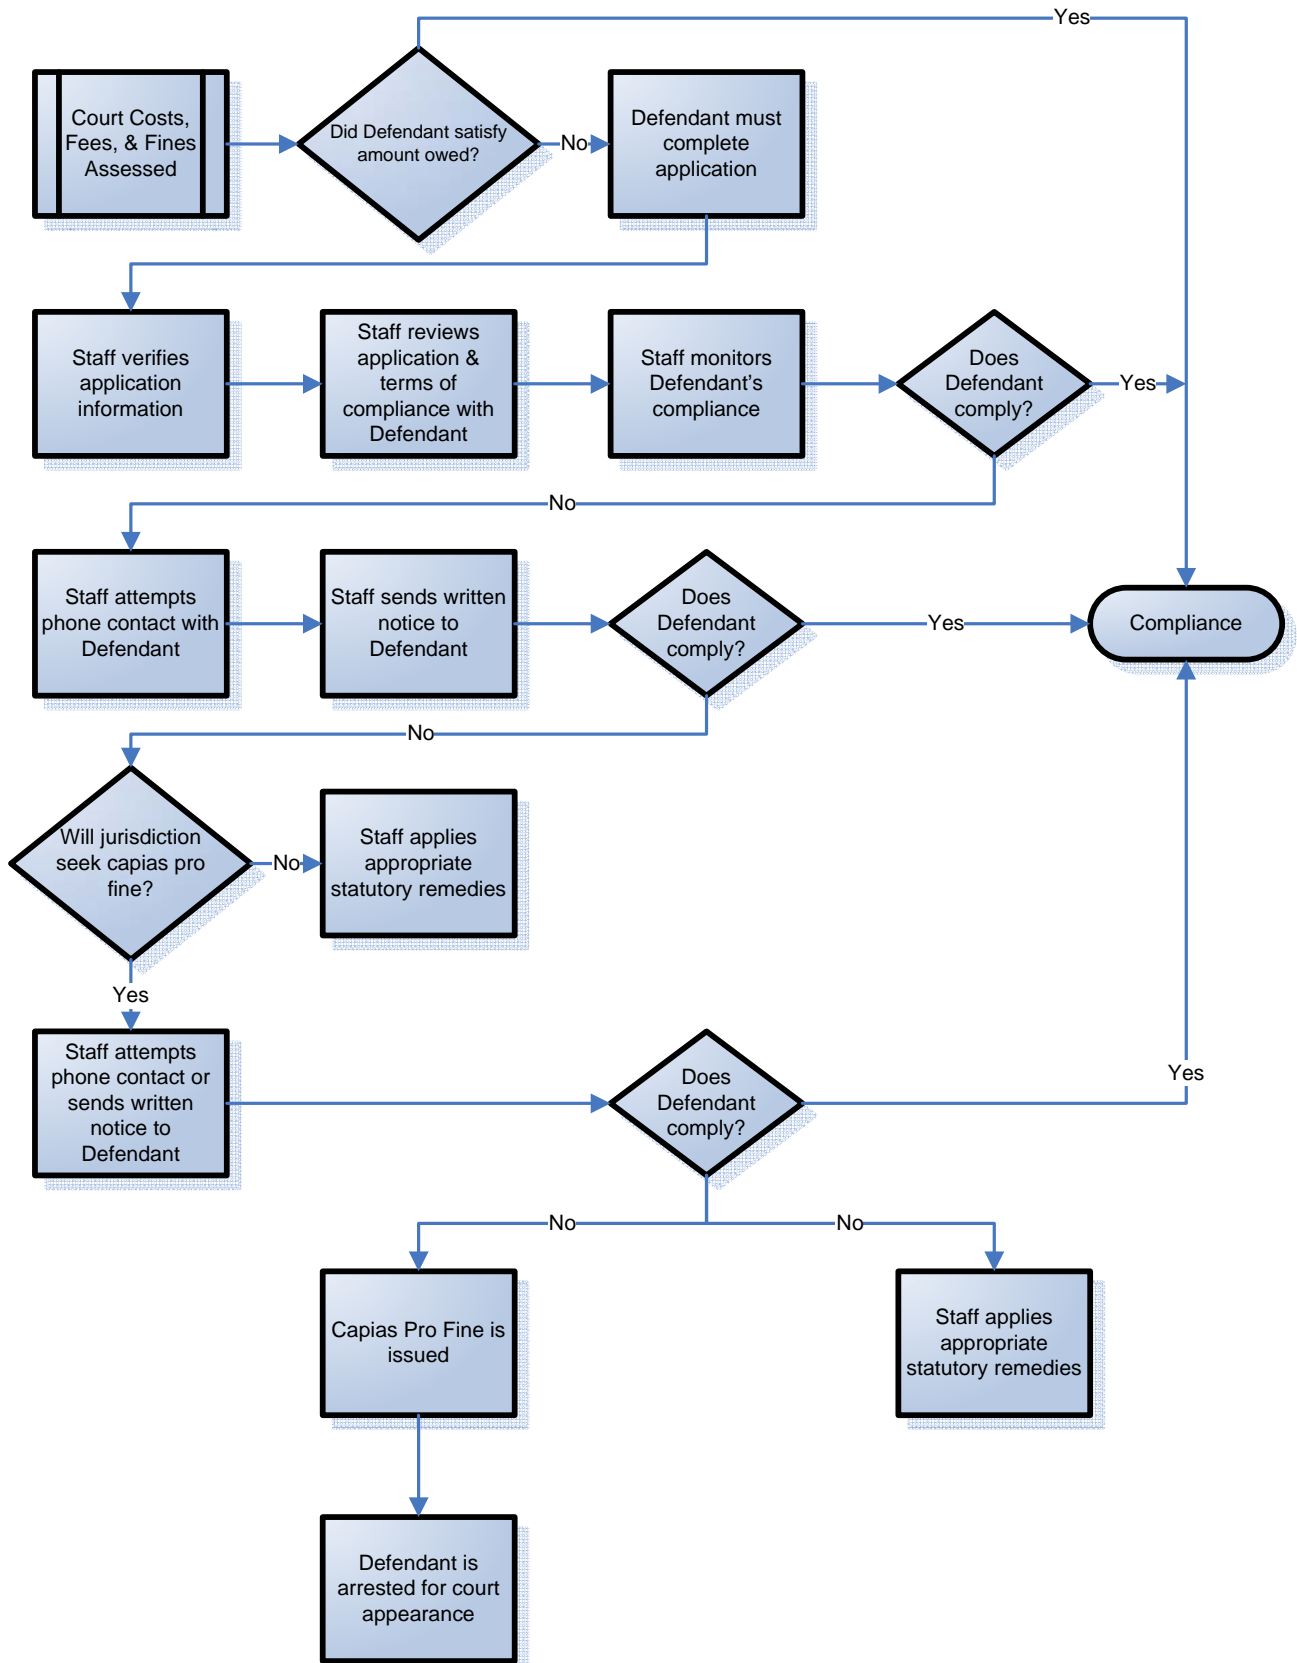 Yes
Court Costs,
Fees, & Fines
Assessed
Did Defendant satisfy
amount owed?
No
Defendant must
complete
application
Staff verifies
application
information
Staff reviews
application &
terms of
compliance with
Defendant
Staff monitors
Defendant’s
compliance
Does
Defendant
comply?
Yes
No
Staff attempts
phone contact with
Defendant
Staff sends written
notice to
Defendant
Does
Defendant
comply?
Yes
Compliance
No
Will jurisdiction
seek capias pro
fine?
No
Staff applies
appropriate
statutory remedies
Yes
Staff attempts
phone contact or
sends written
notice to
Defendant
Does
Defendant
comply?
Yes
No
No
Capias Pro Fine is
issued
Staff applies
appropriate
statutory remedies
Defendant is
arrested for court
appearance